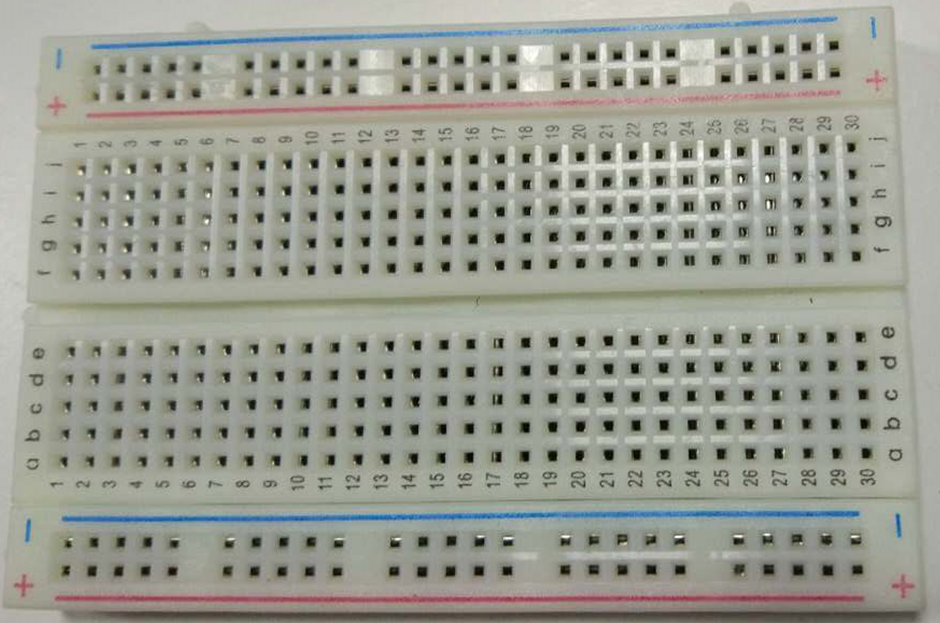 − −
+ +
1 2 3 4 5 6 7 8 9 10 11 12 13 14 15 16 17 18 19 20 21 22 23 24 25 26 27 28 29 30
j j
i i
h h
g g
f f
e e
d d
c c
b b
a a
1 2 3 4 5 6 7 8 9 10 11 12 13 14 15 16 17 18 19 20 21 22 23 24 25 26 27 28 29 30
− −
+ +